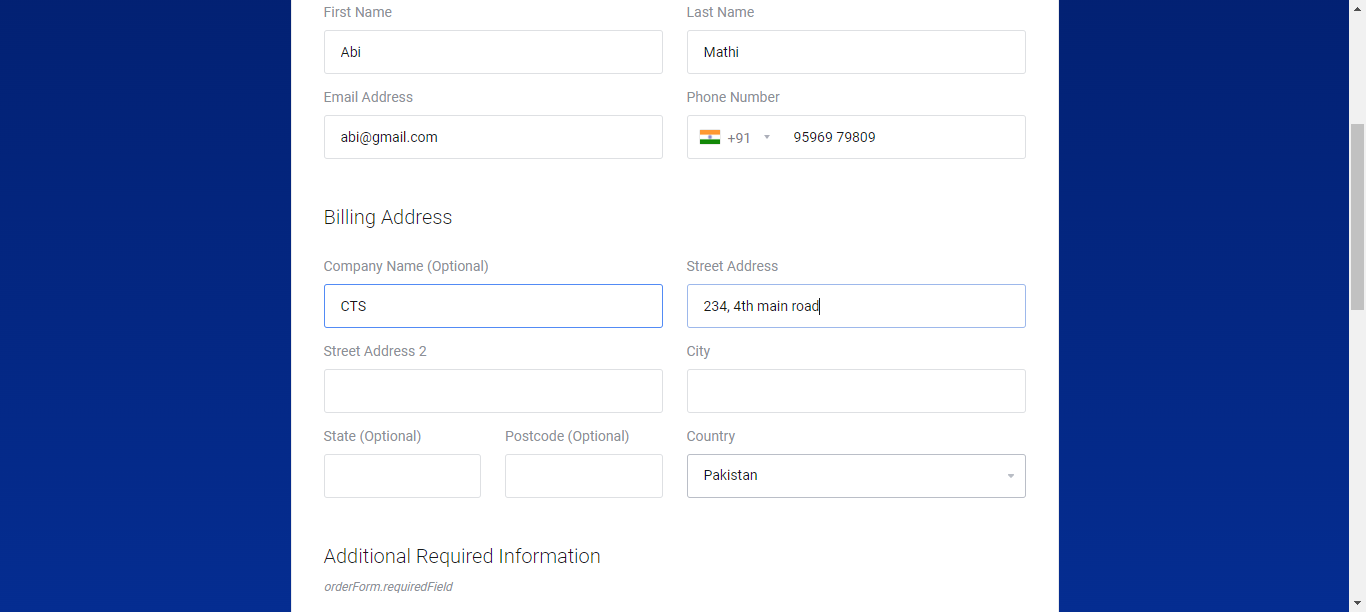 First Name Last Name
Abi Mathi
Email Address Phone Number
abi@gmail.com +91 95969 79809
Billing Address
Company Name (Optional) Street Address
CTS 234, 4th main road
Street Address 2 City
State (Optional) Postcode (Optional) Country
Pakistan
Additional Required Information
orderForm.requiredField